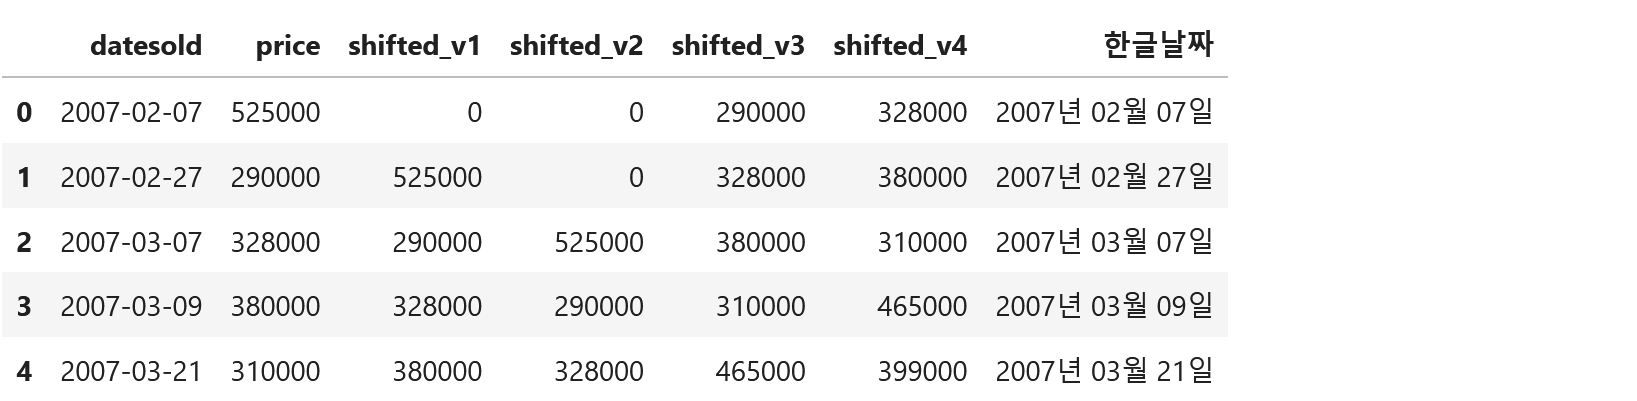 datesold price shifted_v1 shifted_v2 shifted_v3 shifted_v4 한글날짜
0 2007-02-07 525000 0 0 290000 328000 2007년 02월 07일
1 2007-02-27 290000 525000 0 328000 380000 2007년 02월 27일
2 2007-03-07 328000 290000 525000 380000 310000 2007년 03월 07일
3 2007-03-09 380000 328000 290000 310000 465000 2007년 03월 09일
4 2007-03-21 310000 380000 328000 465000 399000 2007년 03월 21일